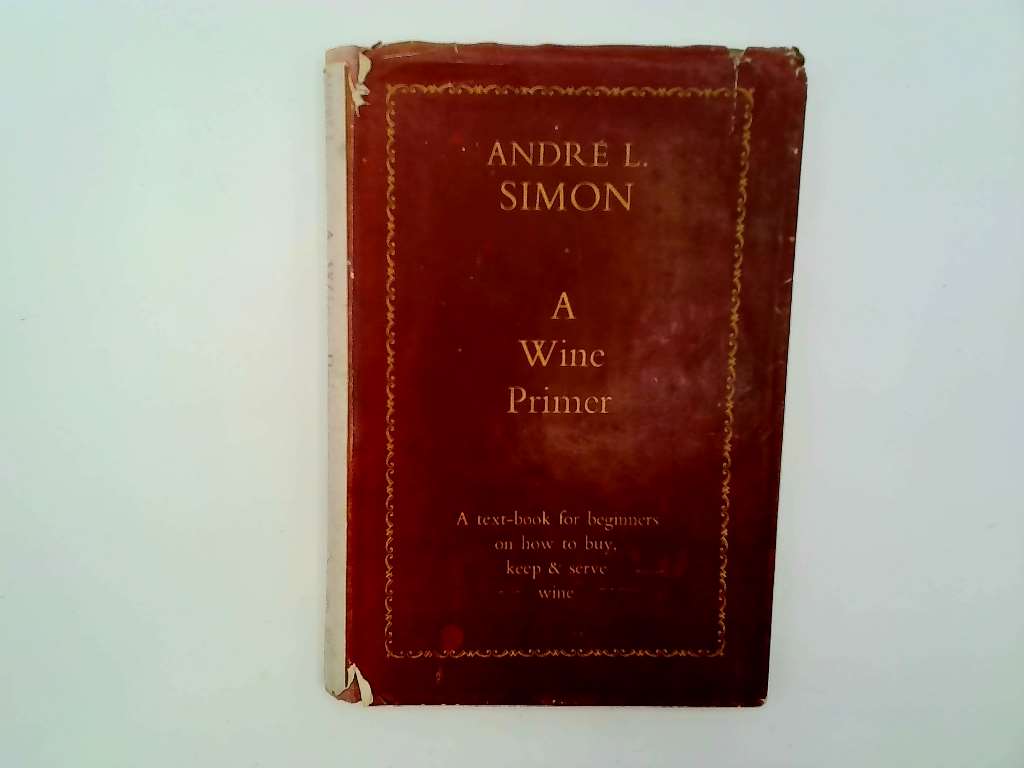 ANDRÉ L.
SIMON
A
Wine
Primer
A text-book for beginners
on how to buy,
keep & serve
wine